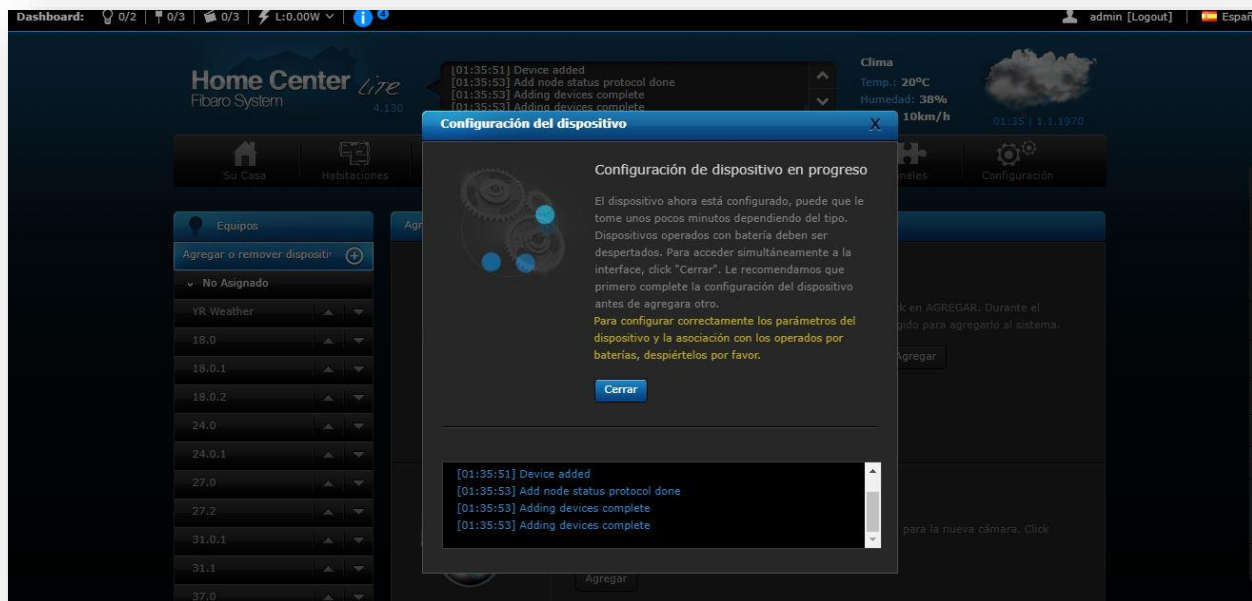 Dashboard: 0/2 0/3 0/3 L:0.00W i 4 admin [Logout]
Home Center Lite
Fibaro System
4.130
[01:35:51] Device added
[01:35:53] Add node status protocol done
[01:35:53] Adding devices complete
[01:35:53] Adding devices complete
Clima
Temp.: 20ºC
Humedad: 38%
10km/h
01:35 | 1.1.1970
Su Casa
Habitaciones
Configuración
Configuración del dispositivo X
Configuración de dispositivo en progreso
El dispositivo ahora está configurado, puede que le
tome unos pocos minutos dependiendo del tipo.
Dispositivos operados con batería deben ser
despertados. Para acceder simultáneamente a la
interface, click "Cerrar". Le recomendamos que
primero complete la configuración del dispositivo
antes de agregara otro.
Para configurar correctamente los parámetros del
dispositivo y la asociación con los operados por
baterías, despiértelos por favor.
Cerrar
[01:35:51] Device added
[01:35:53] Add node status protocol done
[01:35:53] Adding devices complete
[01:35:53] Adding devices complete
Equipos
Agregar o remover
No Asignado
YR Weather
18.0
18.0.1
18.0.2
24.0
24.0.1
27.0
27.2
31.0.1
31.1
37.0
en AGREGAR. Durante el
para agregarlo al sistema.
Agregar
para la nueva cámara. Click
Agregar